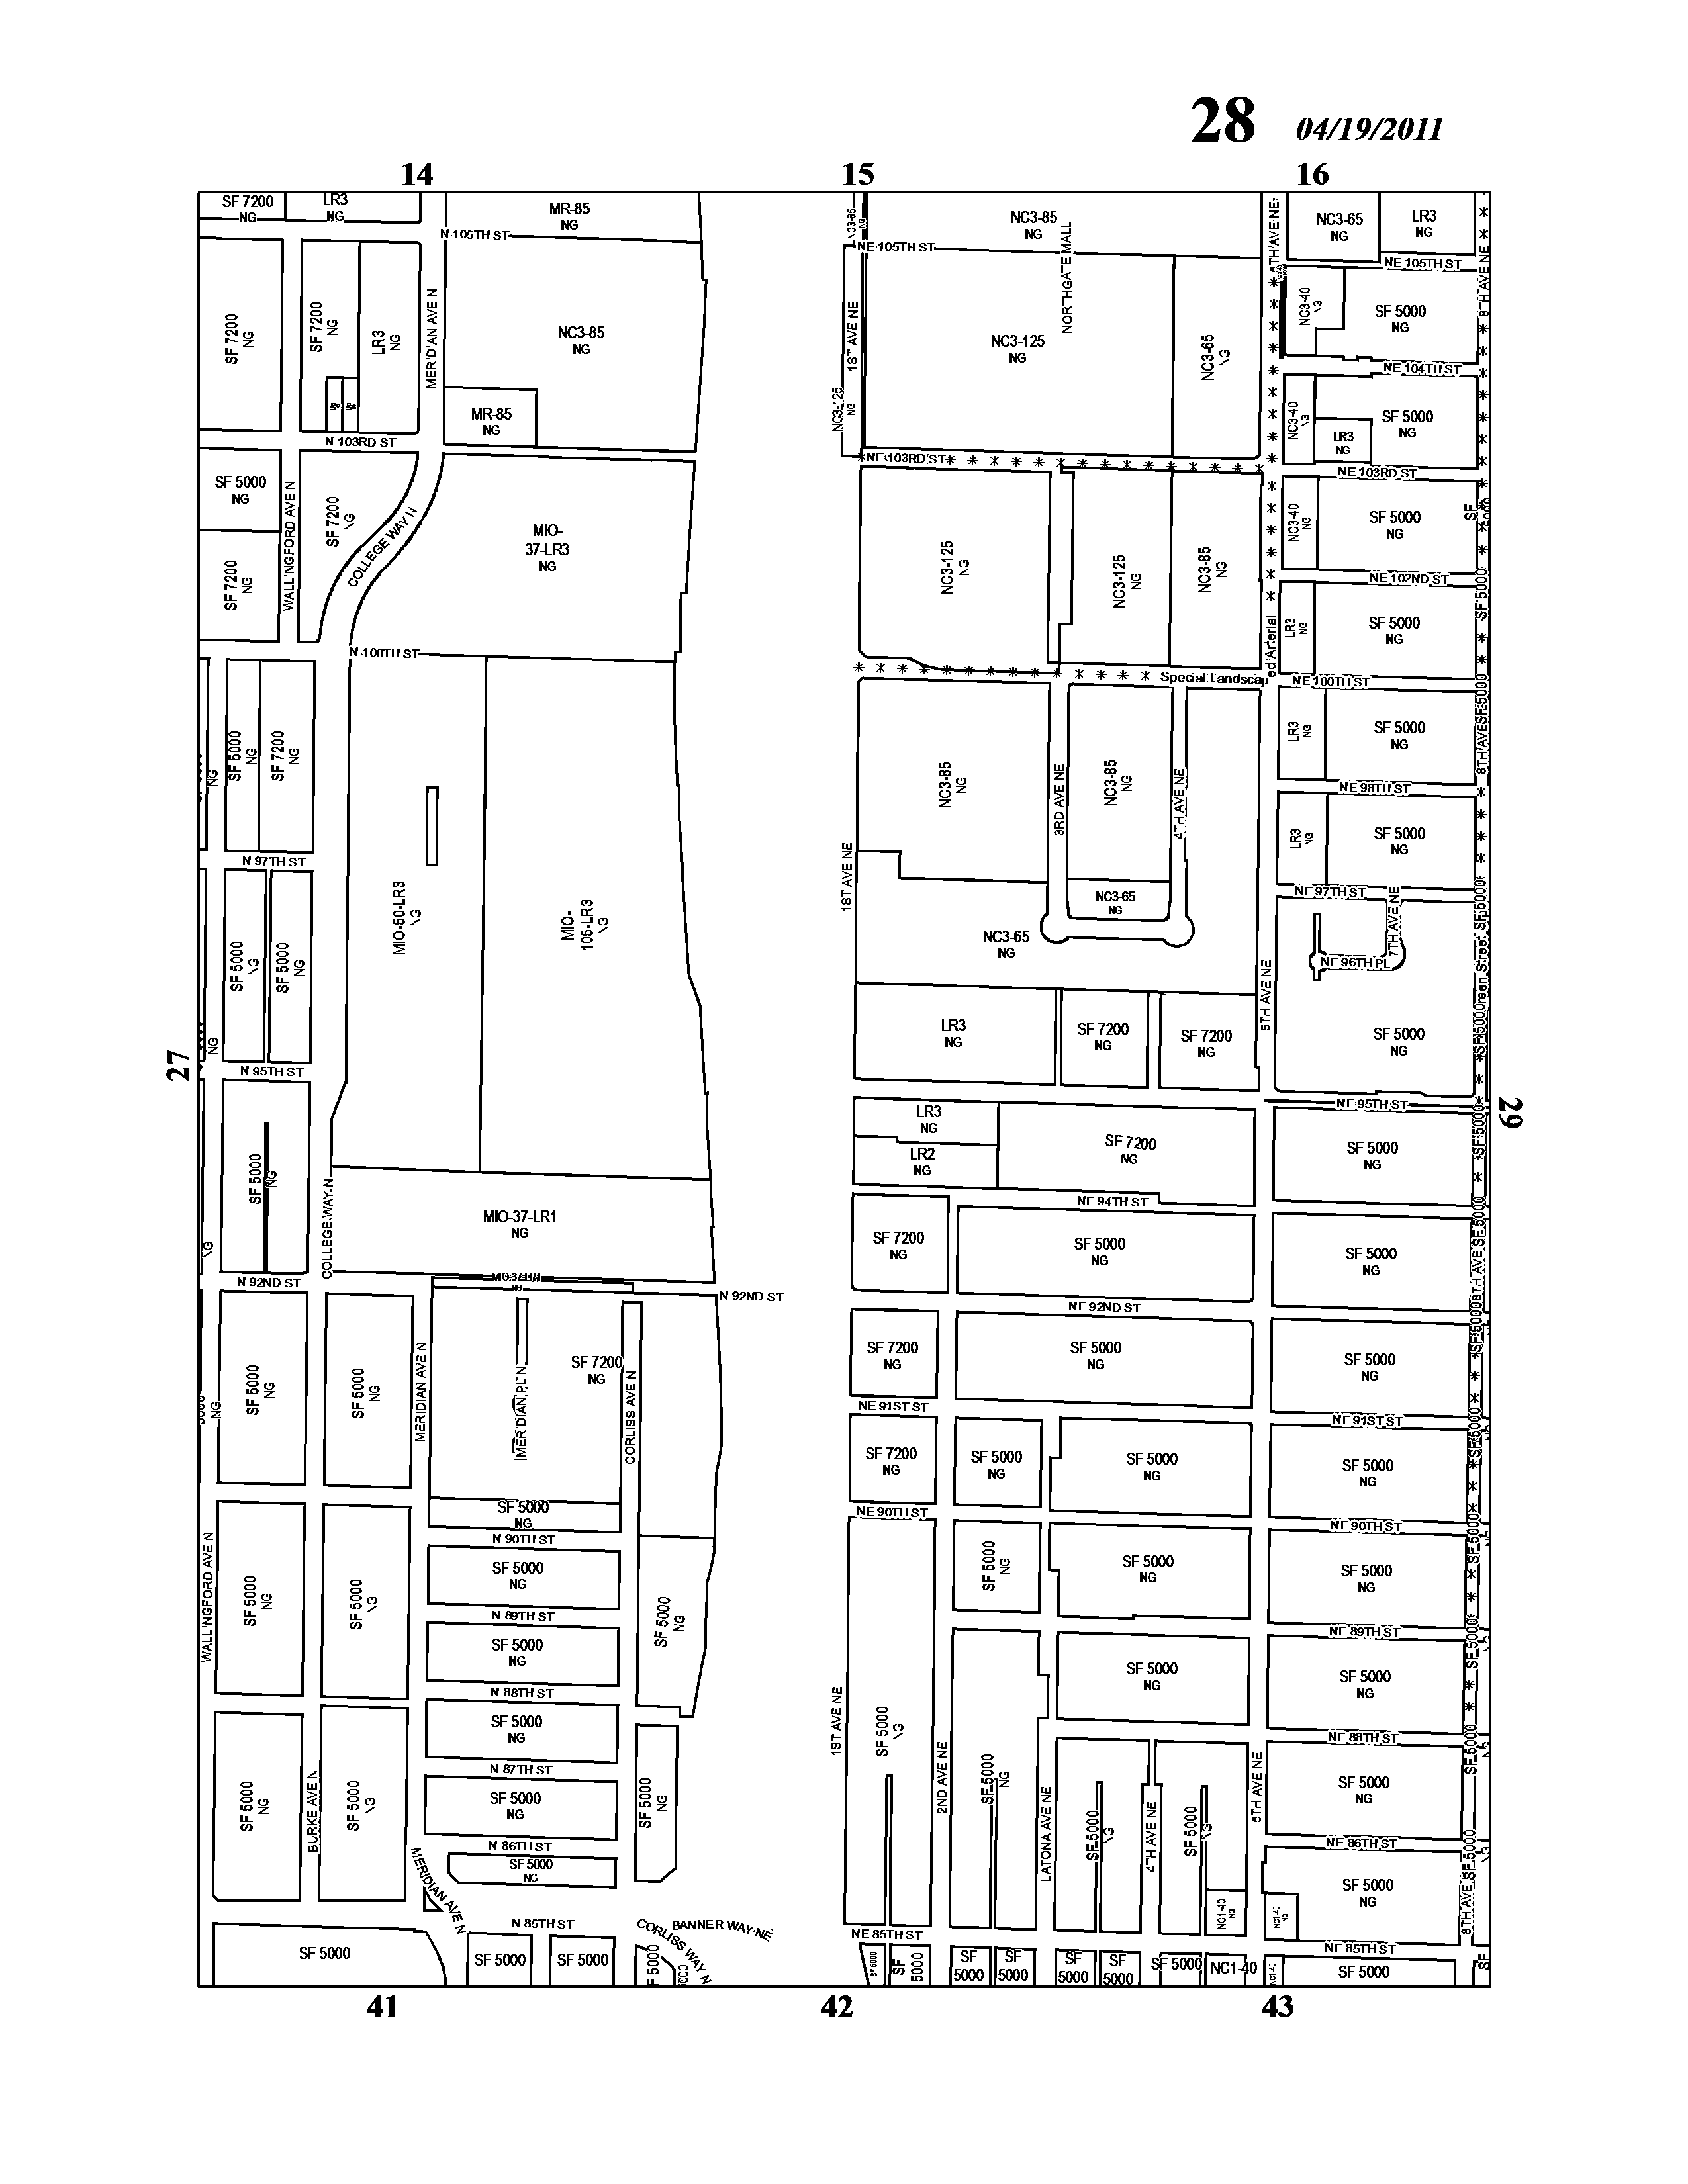 28 04/19/2011
14 15 16
SF 7200
NG
LR3
NG
MR-85
NG
NC3-85
NG
NC3-85
NG
NC3-65
NG
LR3
NG
N 105TH ST
NE 105TH ST
NE 105TH ST
NORTHGATE MALL
5TH AVE NE
8TH AVE NE
SF 7200
NG
SF 7200
NG
LR3
NG
MERIDIAN AVE N
NC3-85
NG
MR-85
NG
1ST AVE NE
NC3-125
NG
NC3-125
NG
NC3-65
NG
NC3-40
NG
SF 5000
NG
NE 104TH ST
NC3-40
NG
LR3
NG
SF 5000
NG
N 103RD ST
NE 103RD ST
NE 103RD ST
SF 5000
NG
SF 7200
NG
WALLINGFORD AVE N
SF 7200
NG
COLLEGE WAY N
MIO-
37-LR3
NG
NC3-125
NG
NC3-125
NG
NC3-85
NG
NC3-40
NG
SF 5000
NG
NE 102ND ST
LR3
NG
SF 5000
NG
N 100TH ST
Special Landscaped Arterial
NE 100TH ST
SF 5000
NG
SF 7200
NG
NC3-85
NG
3RD AVE NE
NC3-85
NG
4TH AVE NE
LR3
NG
SF 5000
NG
NE 98TH ST
LR3
NG
SF 5000
NG
N 97TH ST
1ST AVE NE
NC3-65
NG
NC3-65
NG
NE 97TH ST
7TH AVE NE
NE 96TH PL
MIO-50-LR3
NG
MIO-
105-LR3
NG
SF 5000
NG
SF 5000
NG
5TH AVE NE
LR3
NG
SF 7200
NG
SF 7200
NG
SF 5000
NG
27
29
N 95TH ST
NE 95TH ST
SF 5000
NG
LR3
NG
LR2
NG
SF 7200
NG
SF 5000
NG
NE 94TH ST
COLLEGE WAY N
MIO-37-LR1
NG
SF 7200
NG
SF 5000
NG
SF 5000
NG
N 92ND ST
MIO-37-LR1
NG
N 92ND ST
NE 92ND ST
SF 5000
NG
SF 5000
NG
MERIDIAN AVE N
MERIDIAN PL N
SF 7200
NG
CORLISS AVE N
SF 7200
NG
SF 5000
NG
SF 5000
NG
NE 91ST ST
NE 91ST ST
SF 7200
NG
SF 5000
NG
SF 5000
NG
SF 5000
NG
SF 5000
NG
N 90TH ST
NE 90TH ST
NE 90TH ST
WALLINGFORD AVE N
SF 5000
NG
SF 5000
NG
SF 5000
NG
SF 5000
NG
SF 5000
NG
SF 5000
NG
SF 5000
NG
N 89TH ST
NE 89TH ST
SF 5000
NG
SF 5000
NG
SF 5000
NG
N 88TH ST
NE 88TH ST
SF 5000
NG
1ST AVE NE
SF 5000
NG
2ND AVE NE
SF 5000
NG
LATONA AVE NE
5TH AVE NE
SF 5000
NG
N 87TH ST
SF 5000
NG
BURKE AVE N
SF 5000
NG
SF 5000
NG
SF 5000
NG
SF 5000
NG
4TH AVE NE
SF 5000
NG
N 86TH ST
NE 86TH ST
SF 5000
NG
MERIDIAN AVE N
NC1-40
NG
NC1-40
NG
SF 5000
NG
8TH AVE
N 85TH ST
CORLISS WAY N
BANNER WAY NE
NE 85TH ST
NE 85TH ST
SF 5000
SF 5000
SF 5000
SF 5000
SF 5000
SF
5000
SF
5000
SF
5000
SF
5000
SF
5000
SF 5000
NC1-40
NC1-40
SF 5000
SF
41 42 43